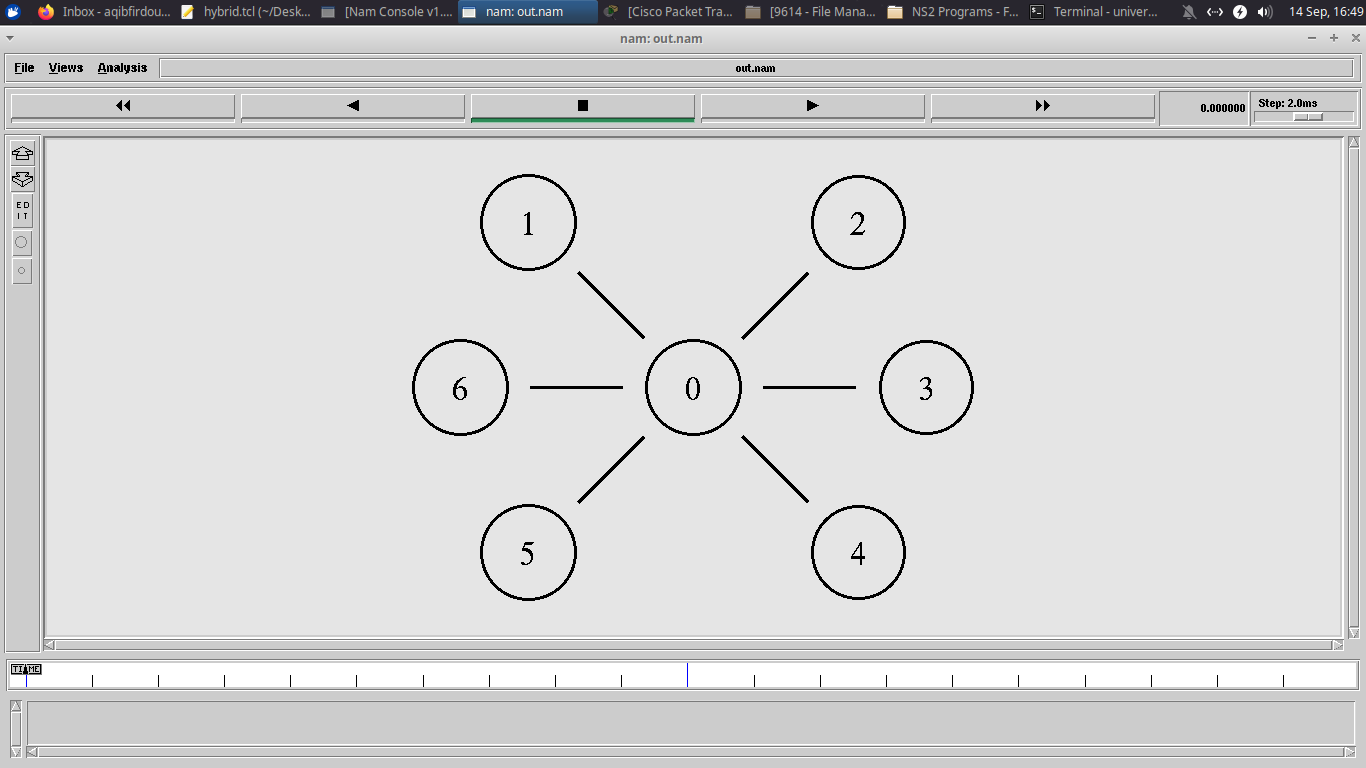 Inbox - aqibfirdou... hybrid.tcl (~/Desk... [Nam Console v1.... nam: out.nam [Cisco Packet Tra... [9614 - File Mana... NS2 Programs - F... Terminal - univer... 14 Sep, 16:49
nam: out.nam
File Views Analysis out.nam
0.000000 Step: 2.0ms
ED
IT
1 2
6 0 3
5 4
TIME